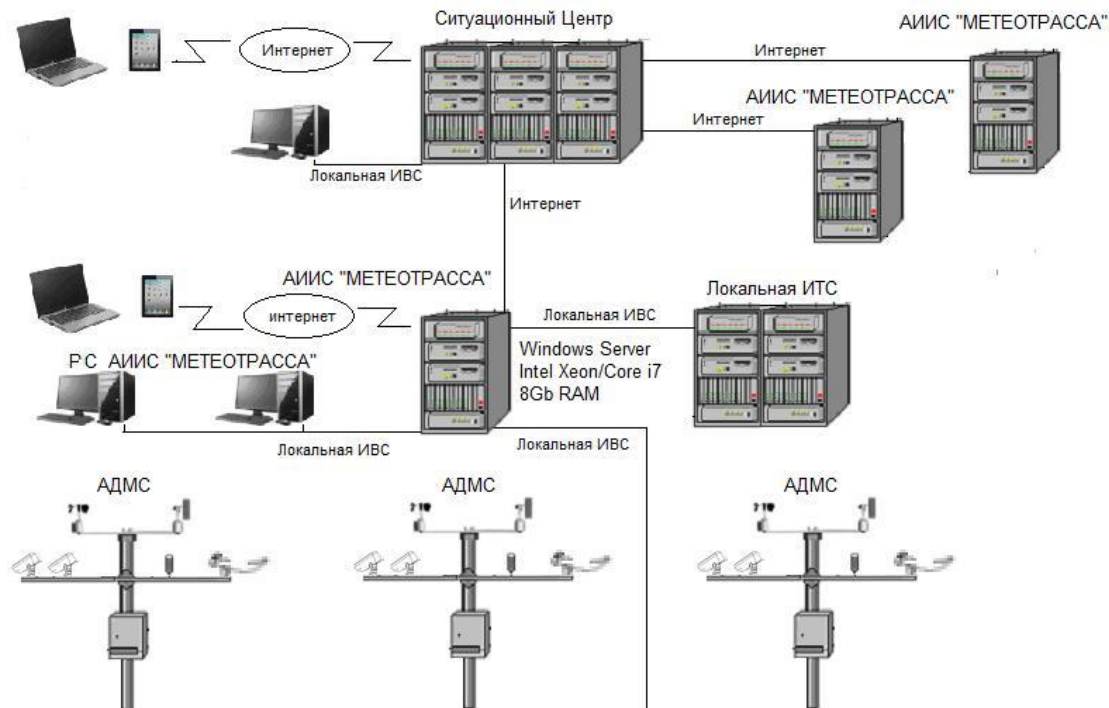 Ситуационный Центр
АИИС "МЕТЕОТРАССА"
Интернет
Интернет
АИИС "МЕТЕОТРАССА"
Интернет
Локальная ИВС
Интернет
АИИС "МЕТЕОТРАССА"
Локальная ИТС
интернет
Локальная ИВС
Windows Server
Intel Xeon/Core i7
8Gb RAM
РС АИИС "МЕТЕОТРАССА"
Локальная ИВС
Локальная ИВС
АДМС
АДМС
АДМС